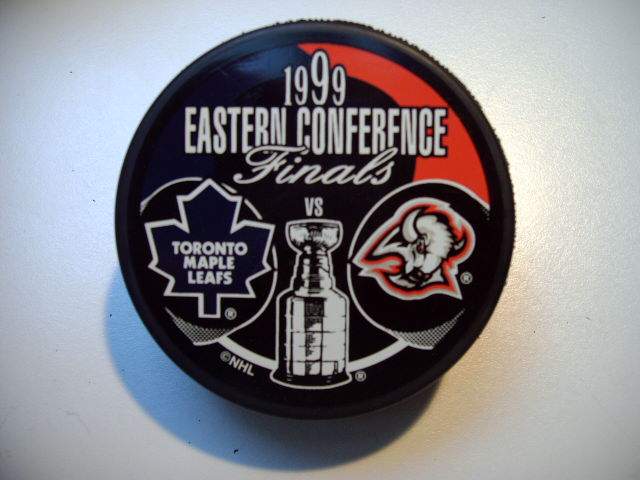 1999
EASTERN CONFERENCE
Finals
VS
TORONTO
MAPLE
LEAFS
®
®
©NHL
®